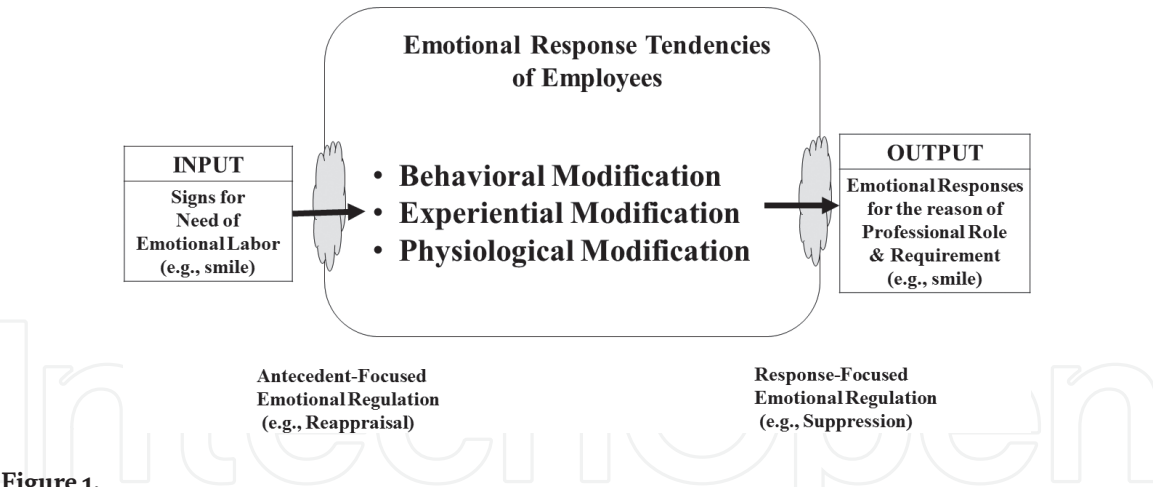 Emotional Response Tendencies
of Employees
INPUT
Signs for
Need of
Emotional Labor
(e.g., smile)
• Behavioral Modification
• Experiential Modification
• Physiological Modification
OUTPUT
Emotional Responses
for the reason of
Professional Role
& Requirement
(e.g., smile)
Antecedent-Focused
Emotional Regulation
(e.g., Reappraisal)
Response-Focused
Emotional Regulation
(e.g., Suppression)
IntechOpen
Figure 1.